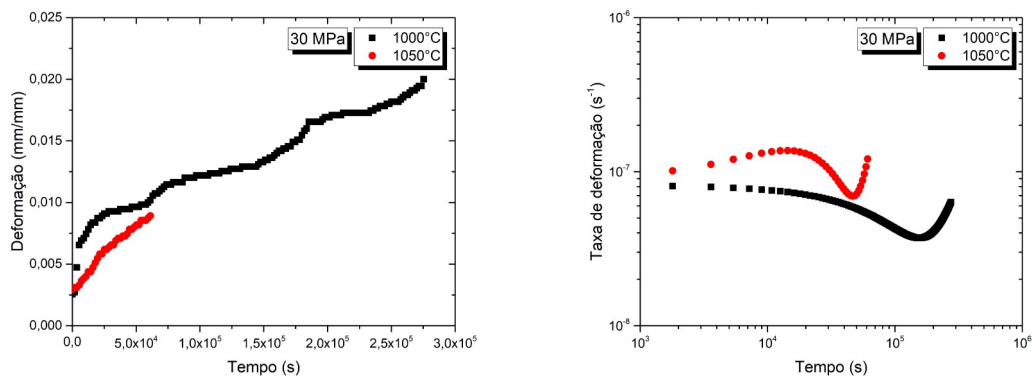 0,025
0,020
0,015
0,010
0,005
0,000
Deformação (mm/mm)
30 MPa
1000°C
1050°C
0,0
5,0x10⁴
1,0x10⁵
1,5x10⁵
2,0x10⁵
2,5x10⁵
3,0x10⁵
Tempo (s)
10⁻⁶
10⁻⁷
10⁻⁸
Taxa de deformação (s⁻¹)
30 MPa
1000°C
1050°C
10³
10⁴
10⁵
10⁶
Tempo (s)